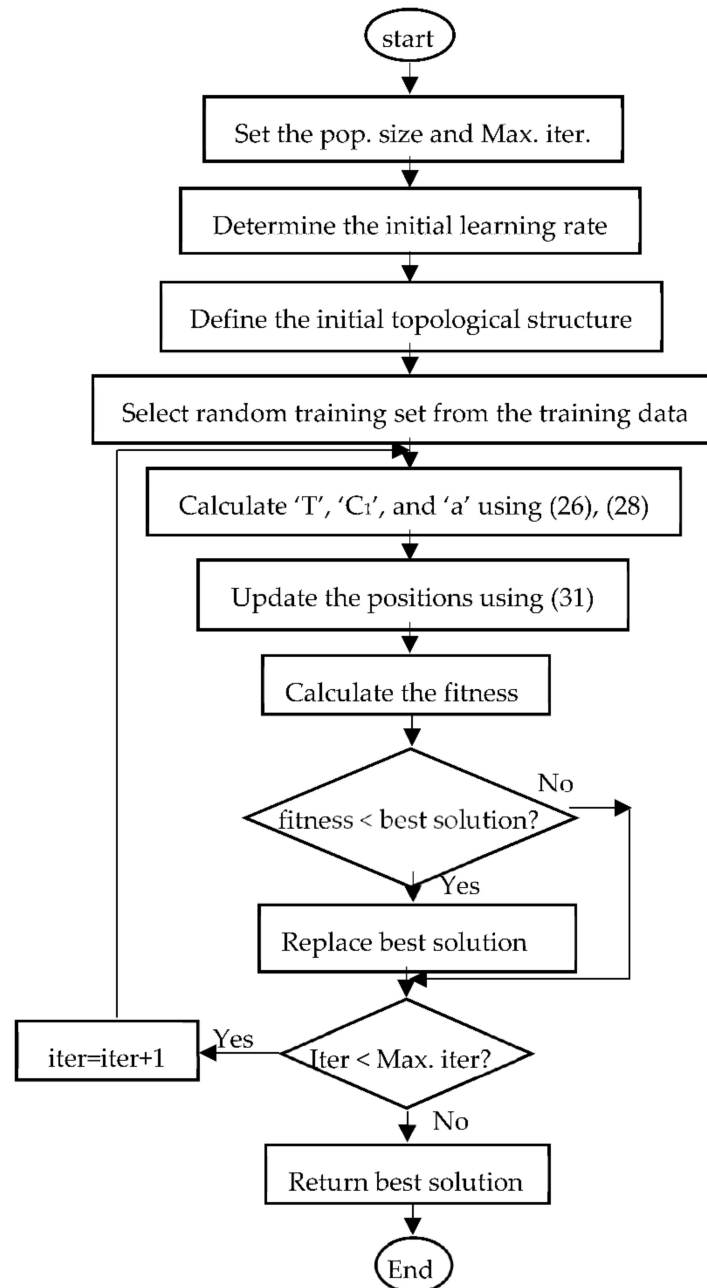 start
Set the pop. size and Max. iter.
Determine the initial learning rate
Define the initial topological structure
Select random training set from the training data
Calculate ‘T’, ‘C₁’, and ‘a’ using (26), (28)
Update the positions using (31)
Calculate the fitness
No
fitness < best solution?
Yes
Replace best solution
Yes
iter=iter+1
Iter < Max. iter?
No
Return best solution
End